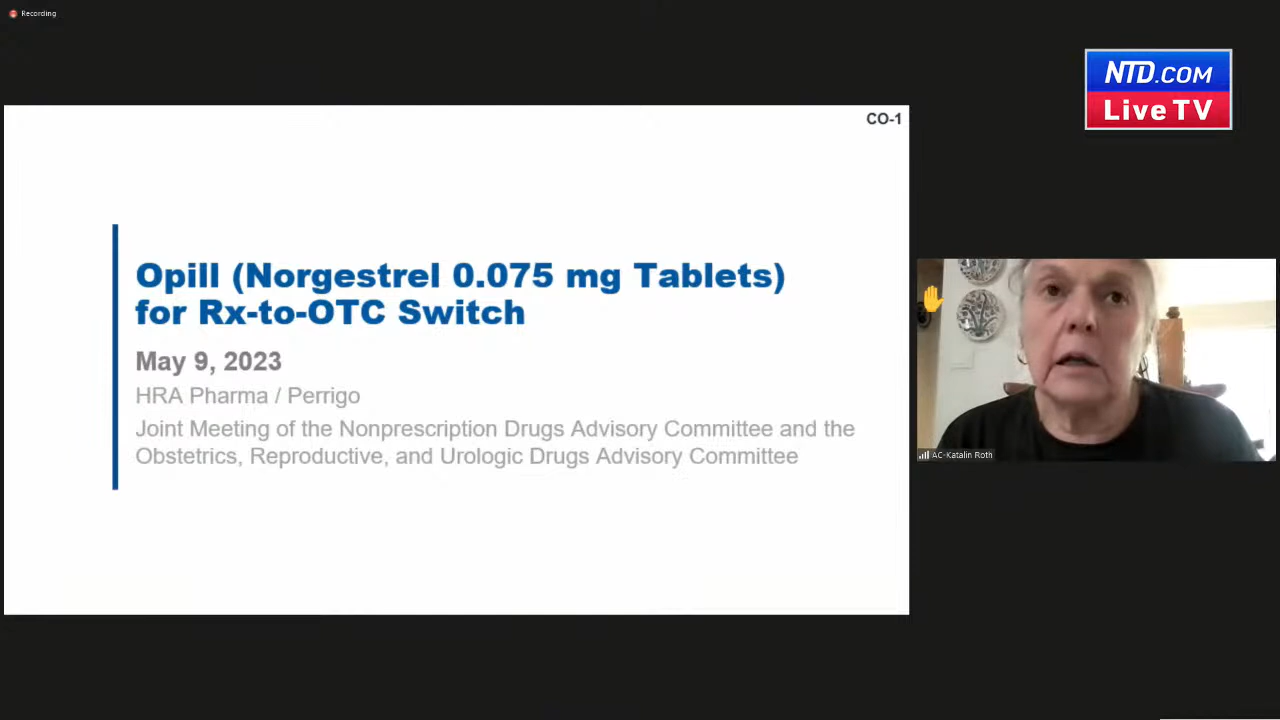 Recording
NTD.COM
Live TV
CO-1
Opill (Norgestrel 0.075 mg Tablets)
for Rx-to-OTC Switch
May 9, 2023
HRA Pharma / Perrigo
Joint Meeting of the Nonprescription Drugs Advisory Committee and the
Obstetrics, Reproductive, and Urologic Drugs Advisory Committee
AC-Katalin Roth